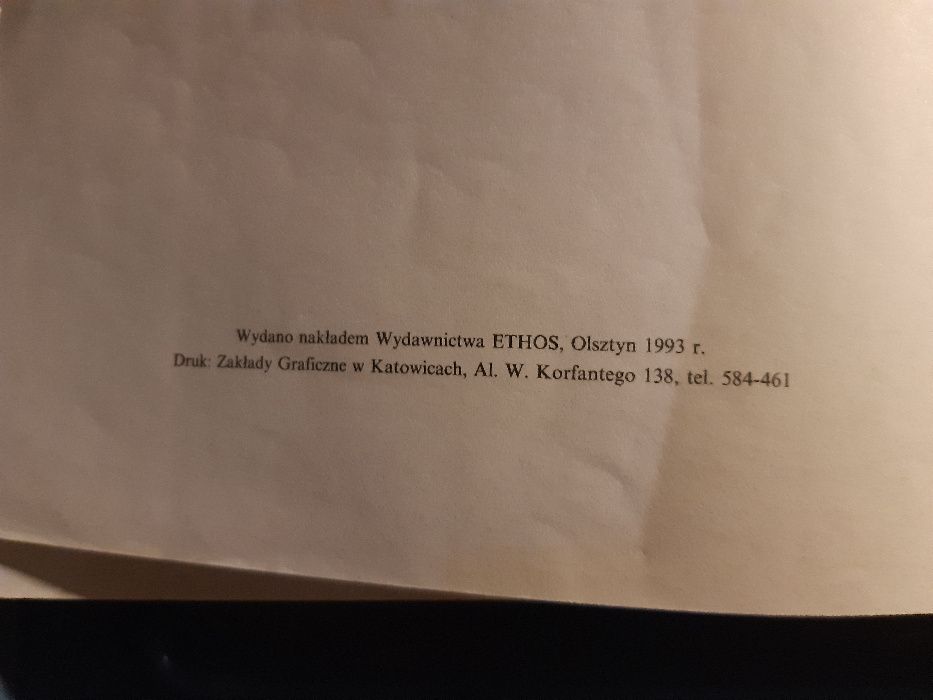 Wydano nakładem Wydawnictwa ETHOS, Olsztyn 1993 r.
Druk: Zakłady Graficzne w Katowicach, Al. W. Korfantego 138, tel. 584-461